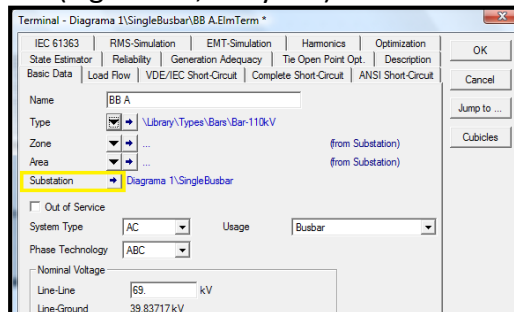 Terminal - Diagrama 1\SingleBusbar\BB A.ElmTerm *
IEC 61363 RMS-Simulation EMT-Simulation Harmonics Optimization
State Estimator Reliability Generation Adequacy Tie Open Point Opt. Description
Basic Data Load Flow VDE/IEC Short-Circuit Complete Short-Circuit ANSI Short-Circuit
OK
Cancel
Jump to ...
Cubicles
Name BB A
Type \Library\Types\Bars\Bar-110kV
Zone ... (from Substation)
Area ... (from Substation)
Substation Diagrama 1\SingleBusbar
Out of Service
System Type AC Usage Busbar
Phase Technology ABC
Nominal Voltage
Line-Line 69. kV
Line-Ground 39.83717 kV